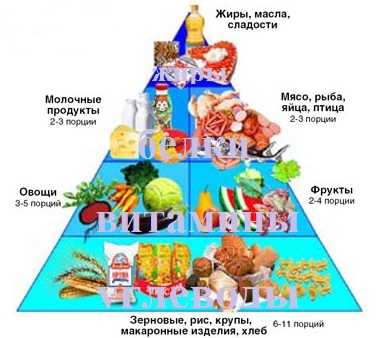 Жиры, масла,
сладости
жиры
Молочные
продукты
2-3 порции
Мясо, рыба,
яйца, птица
2-3 порции
белки
Овощи
3-5 порций
Фрукты
2-4 порции
витамины
углеводы
Зерновые, рис, крупы,
макаронные изделия, хлеб
6-11 порций